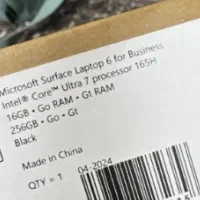 Microsoft Surface Laptop 6 for Business
Intel® Core™ Ultra 7 processor 165H
16GB • Go RAM • Gt RAM
256GB • Go • Gt
Black
Made in China
04-2024
QTY = 1